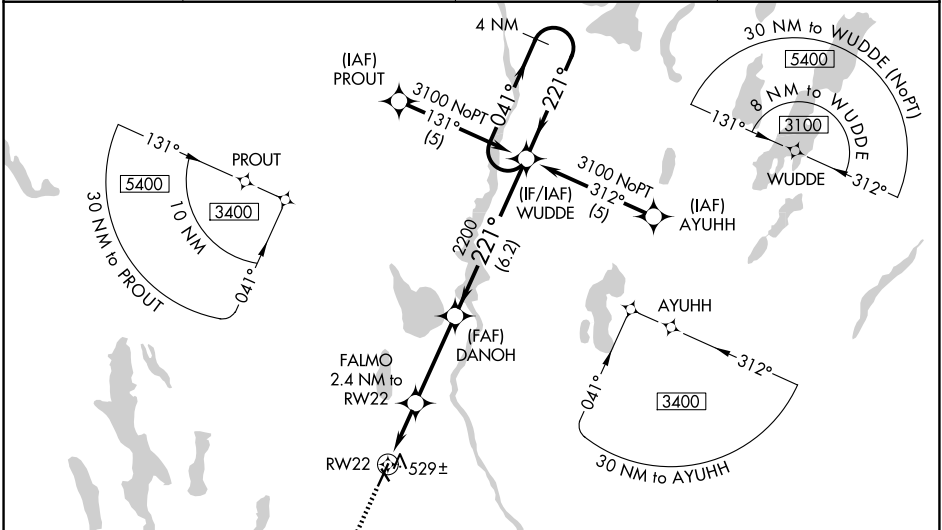 4 NM
041°
221°
(IAF)
PROUT
3100 NoPT
131°
(5)
30 NM to WUDDE (NoPT)
5400
8 NM to WUDDE
3100
131°
312°
WUDDE
131°
PROUT
5400
3400
10 NM
30 NM to PROUT
041°
3100 NoPT
312°
(5)
(IF/IAF)
WUDDE
(IAF)
AYUHH
2200
221°
(6.2)
(FAF)
DANOH
FALMO
2.4 NM to
RW22
RW22
529±
AYUHH
312°
041°
3400
30 NM to AYUHH